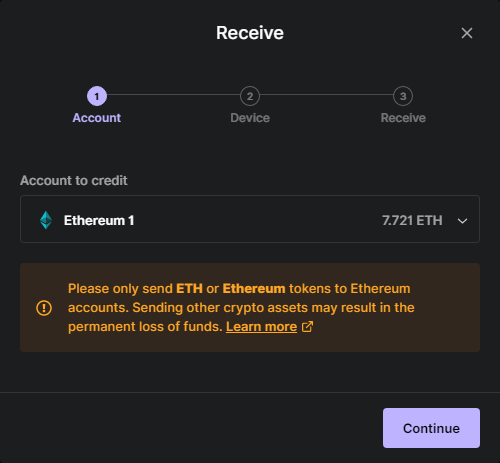 Receive
1
2
3
Account
Device
Receive
Account to credit
Ethereum 1
7.721 ETH
Please only send ETH or Ethereum tokens to Ethereum
accounts. Sending other crypto assets may result in the
permanent loss of funds. Learn more
Continue